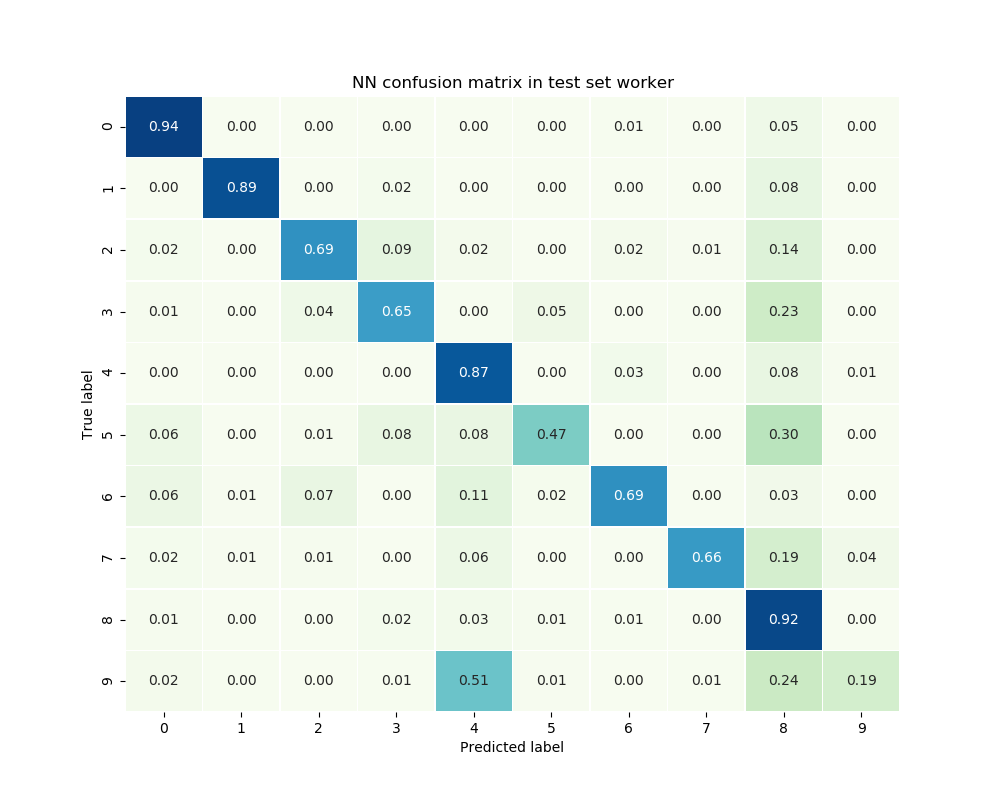 NN confusion matrix in test set worker
0 0.94 0.00 0.00 0.00 0.00 0.00 0.01 0.00 0.05 0.00
1 0.00 0.89 0.00 0.02 0.00 0.00 0.00 0.00 0.08 0.00
2 0.02 0.00 0.69 0.09 0.02 0.00 0.02 0.01 0.14 0.00
3 0.01 0.00 0.04 0.65 0.00 0.05 0.00 0.00 0.23 0.00
4 0.00 0.00 0.00 0.00 0.87 0.00 0.03 0.00 0.08 0.01
5 0.06 0.00 0.01 0.08 0.08 0.47 0.00 0.00 0.30 0.00
6 0.06 0.01 0.07 0.00 0.11 0.02 0.69 0.00 0.03 0.00
7 0.02 0.01 0.01 0.00 0.06 0.00 0.00 0.66 0.19 0.04
8 0.01 0.00 0.00 0.02 0.03 0.01 0.01 0.00 0.92 0.00
9 0.02 0.00 0.00 0.01 0.51 0.01 0.00 0.01 0.24 0.19
0 1 2 3 4 5 6 7 8 9
Predicted label
True label